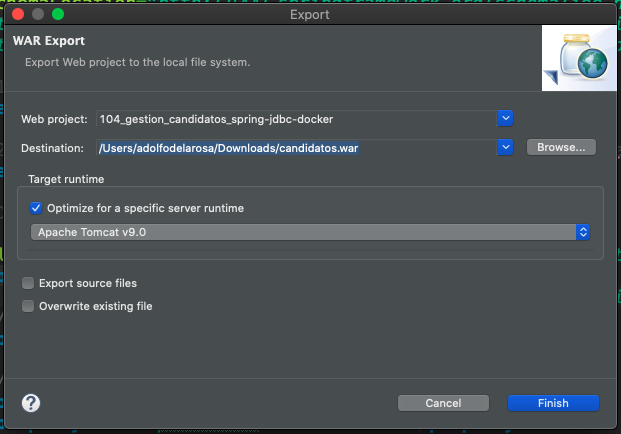 Export
WAR Export
Export Web project to the local file system.
Web project: 104_gestion_candidatos_spring-jdbc-docker
Destination: /Users/adolfodelarosa/Downloads/candidatos.war Browse...
Target runtime
Optimize for a specific server runtime
Apache Tomcat v9.0
Export source files
Overwrite existing file
? Cancel Finish